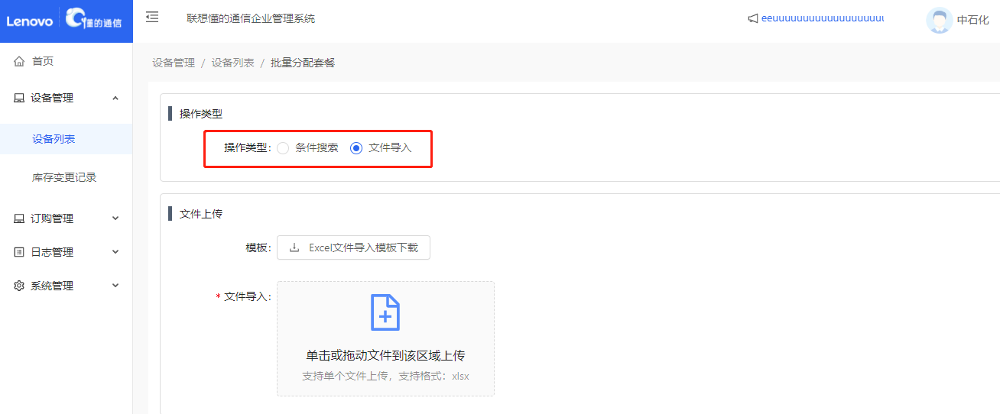 Lenovo 懂的通信
联想懂的通信企业管理系统
eeuuuuuuuuuuuuuuuuuu
中石化
首页
设备管理
设备列表
库存变更记录
订购管理
日志管理
系统管理
设备管理 / 设备列表 / 批量分配套餐
操作类型
操作类型: 条件搜索 文件导入
文件上传
模板: Excel文件导入模板下载
* 文件导入:
单击或拖动文件到该区域上传
支持单个文件上传，支持格式：xlsx